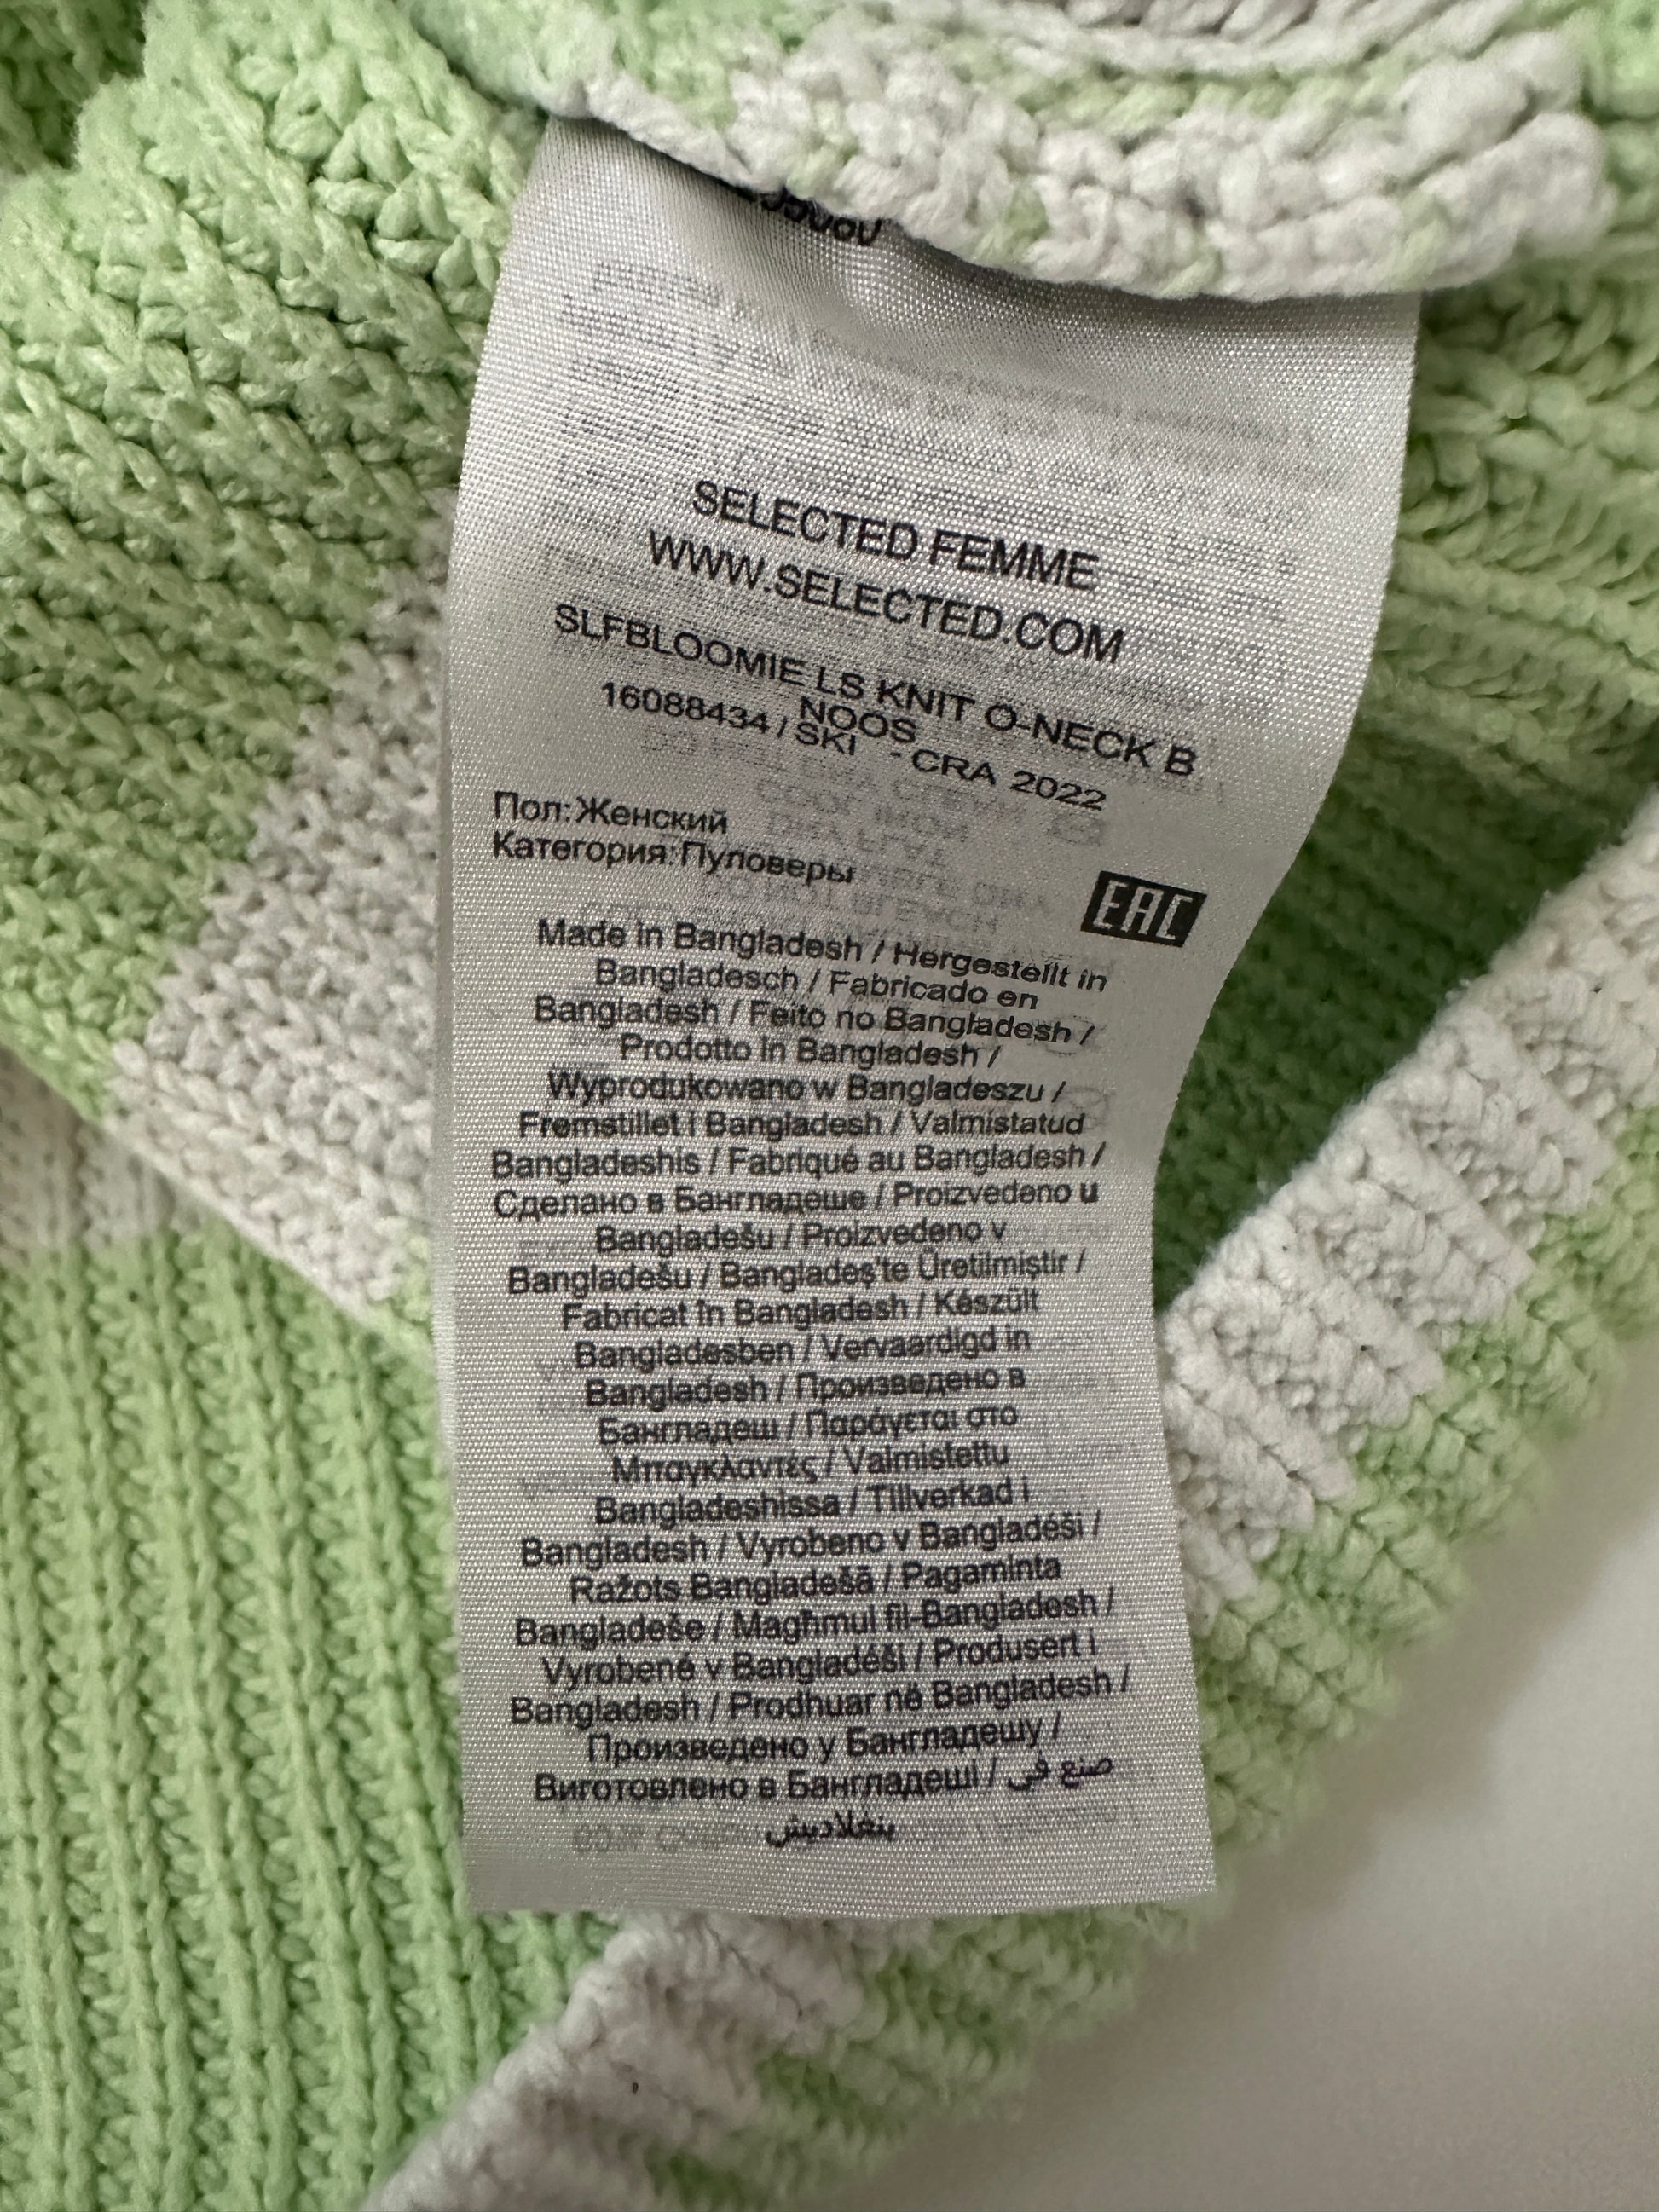 SELECTED FEMME
WWW.SELECTED.COM
SLFBLOOMIE LS KNIT O-NECK B
NOOS
16088434 / SKI - CRA 2022
Пол:Женский
Категория:Пуловеры
EAC
Made in Bangladesh / Hergestellt in
Bangladesch / Fabricado en
Bangladesh / Feito no Bangladesh /
Prodotto in Bangladesh /
Wyprodukowano w Bangladeszu /
Fremstillet i Bangladesh / Valmistatud
Bangladeshis / Fabriqué au Bangladesh /
Сделано в Бангладеше / Proizvedeno u
Bangladešu / Proizvedeno v
Bangladešu / Bangladeş'te Üretilmiştir /
Fabricat în Bangladesh / Készült
Bangladesben / Vervaardigd in
Bangladesh / Произведено в
Бангладеш / Παράγεται στο
Μπαγκλαντές / Valmistettu
Bangladeshissa / Tillverkad i
Bangladesh / Vyrobeno v Bangladéši /
Ražots Bangladešā / Pagaminta
Bangladeše / Magħmul fil-Bangladesh /
Vyrobené v Bangladéši / Produsert i
Bangladesh / Prodhuar në Bangladesh /
Произведено у Бангладешу /
Виготовлено в Бангладеші / صنع في
بنغلاديش